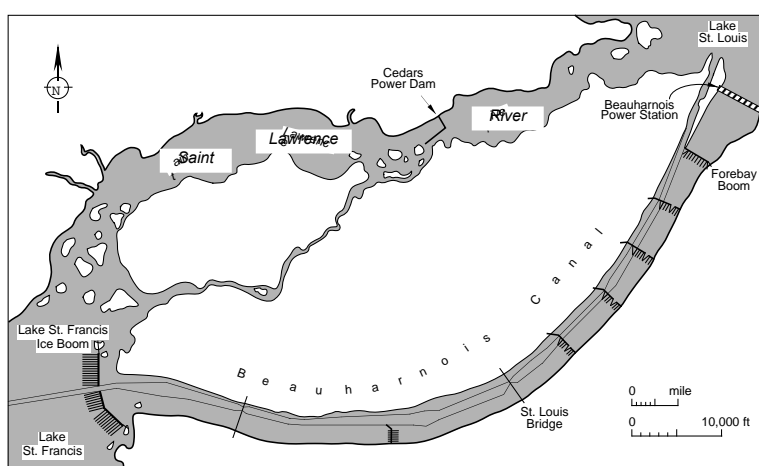 Lake
St. Louis
Cedars
Power Dam
N
Saint
Lawrence
River
Beauharnois
Power Station
Forebay
Boom
Beauharnois Canal
Lake St. Francis
Ice Boom
St. Louis
Bridge
Lake
St. Francis
0 mile
0 10,000 ft